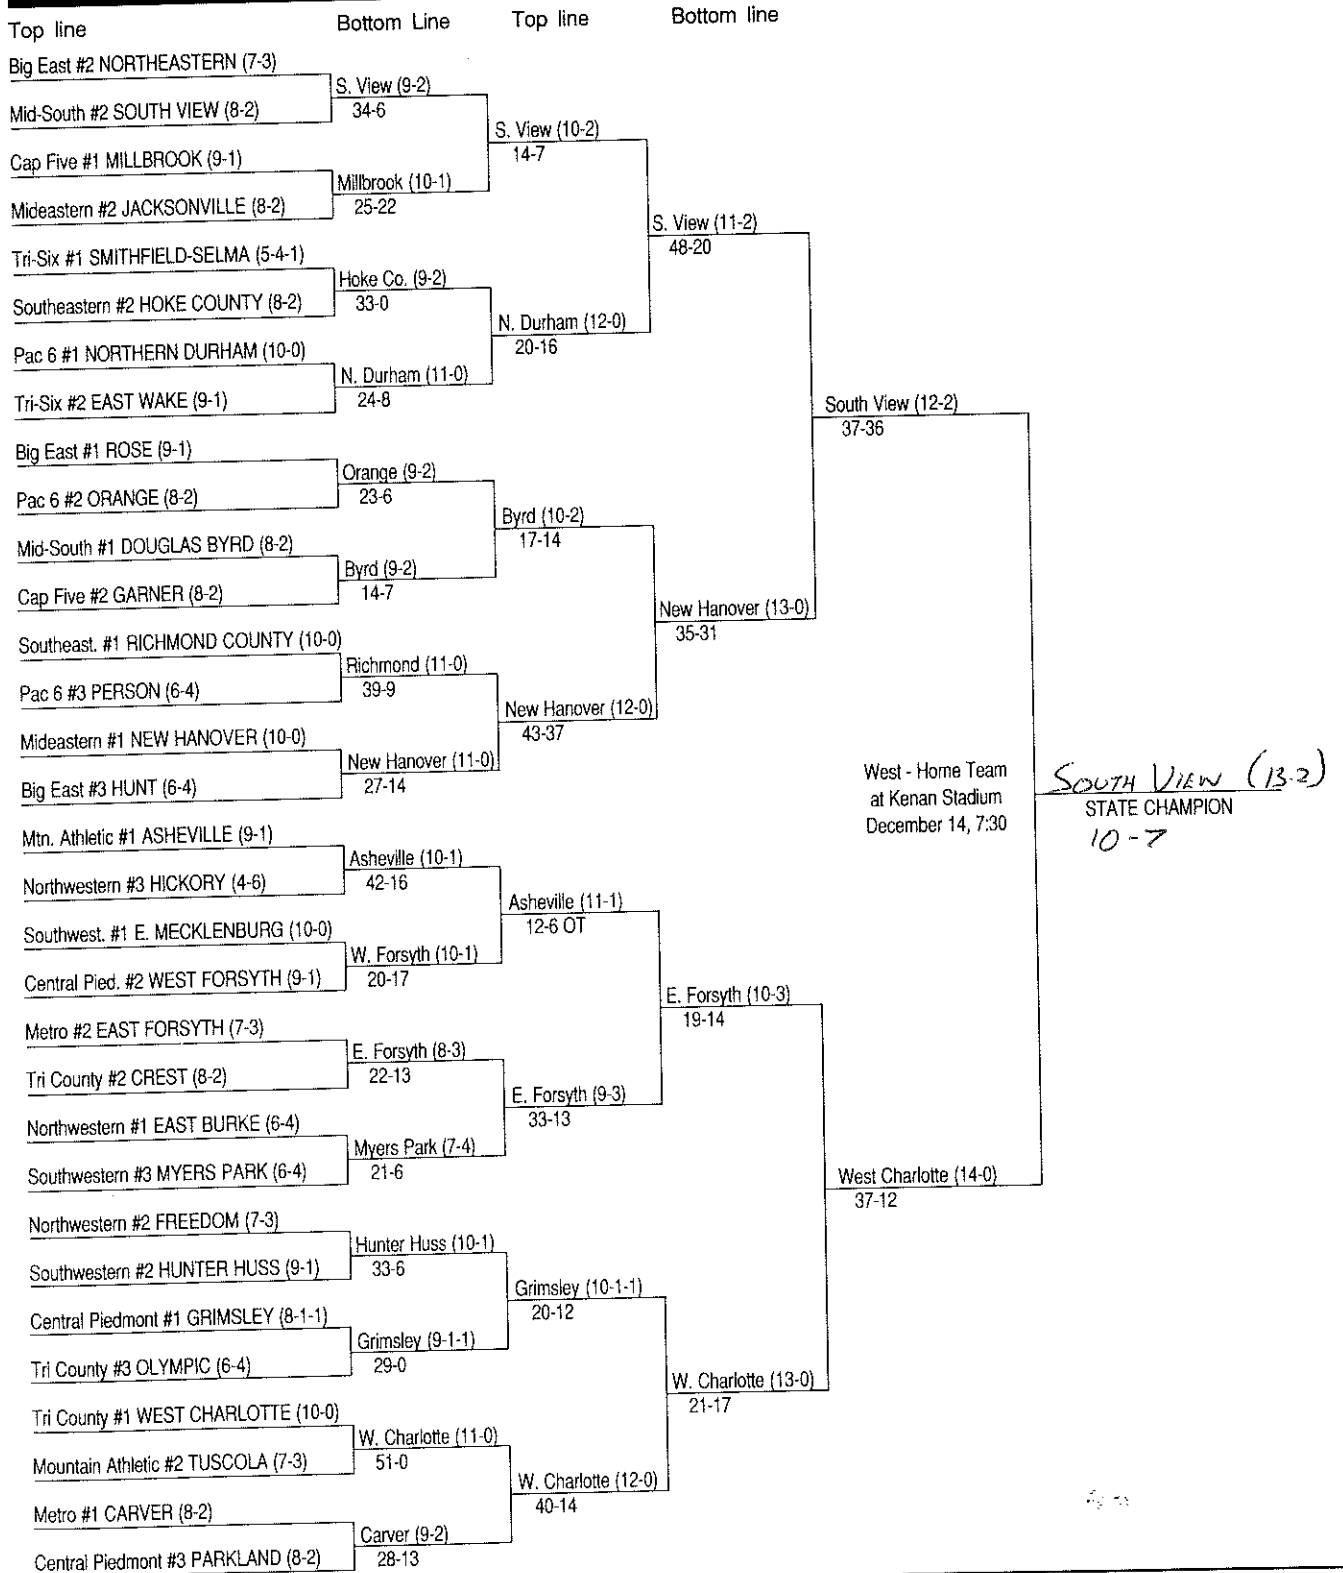 Top line
Bottom Line
Top line
Bottom line
Big East #2 NORTHEASTERN (7-3)
S. View (9-2)
34-6
Mid-South #2 SOUTH VIEW (8-2)
S. View (10-2)
14-7
Cap Five #1 MILLBROOK (9-1)
Millbrook (10-1)
25-22
Mideastern #2 JACKSONVILLE (8-2)
S. View (11-2)
48-20
Tri-Six #1 SMITHFIELD-SELMA (5-4-1)
Hoke Co. (9-2)
33-0
Southeastern #2 HOKE COUNTY (8-2)
N. Durham (12-0)
20-16
Pac 6 #1 NORTHERN DURHAM (10-0)
N. Durham (11-0)
24-8
Tri-Six #2 EAST WAKE (9-1)
South View (12-2)
37-36
Big East #1 ROSE (9-1)
Orange (9-2)
23-6
Pac 6 #2 ORANGE (8-2)
Byrd (10-2)
17-14
Mid-South #1 DOUGLAS BYRD (8-2)
Byrd (9-2)
14-7
Cap Five #2 GARNER (8-2)
New Hanover (13-0)
35-31
Southeast. #1 RICHMOND COUNTY (10-0)
Richmond (11-0)
39-9
Pac 6 #3 PERSON (6-4)
New Hanover (12-0)
43-37
Mideastern #1 NEW HANOVER (10-0)
New Hanover (11-0)
27-14
Big East #3 HUNT (6-4)
West - Home Team
at Kenan Stadium
December 14, 7:30
SOUTH VIEW (13-2)
STATE CHAMPION
10-7
Mtn. Athletic #1 ASHEVILLE (9-1)
Asheville (10-1)
42-16
Northwestern #3 HICKORY (4-6)
Asheville (11-1)
12-6 OT
Southwest. #1 E. MECKLENBURG (10-0)
W. Forsyth (10-1)
20-17
Central Pied. #2 WEST FORSYTH (9-1)
E. Forsyth (10-3)
19-14
Metro #2 EAST FORSYTH (7-3)
E. Forsyth (8-3)
22-13
Tri County #2 CREST (8-2)
E. Forsyth (9-3)
33-13
Northwestern #1 EAST BURKE (6-4)
Myers Park (7-4)
21-6
Southwestern #3 MYERS PARK (6-4)
West Charlotte (14-0)
37-12
Northwestern #2 FREEDOM (7-3)
Hunter Huss (10-1)
33-6
Southwestern #2 HUNTER HUSS (9-1)
Grimsley (10-1-1)
20-12
Central Piedmont #1 GRIMSLEY (8-1-1)
Grimsley (9-1-1)
29-0
Tri County #3 OLYMPIC (6-4)
W. Charlotte (13-0)
21-17
Tri County #1 WEST CHARLOTTE (10-0)
W. Charlotte (11-0)
51-0
Mountain Athletic #2 TUSCOLA (7-3)
W. Charlotte (12-0)
40-14
Metro #1 CARVER (8-2)
Carver (9-2)
28-13
Central Piedmont #3 PARKLAND (8-2)